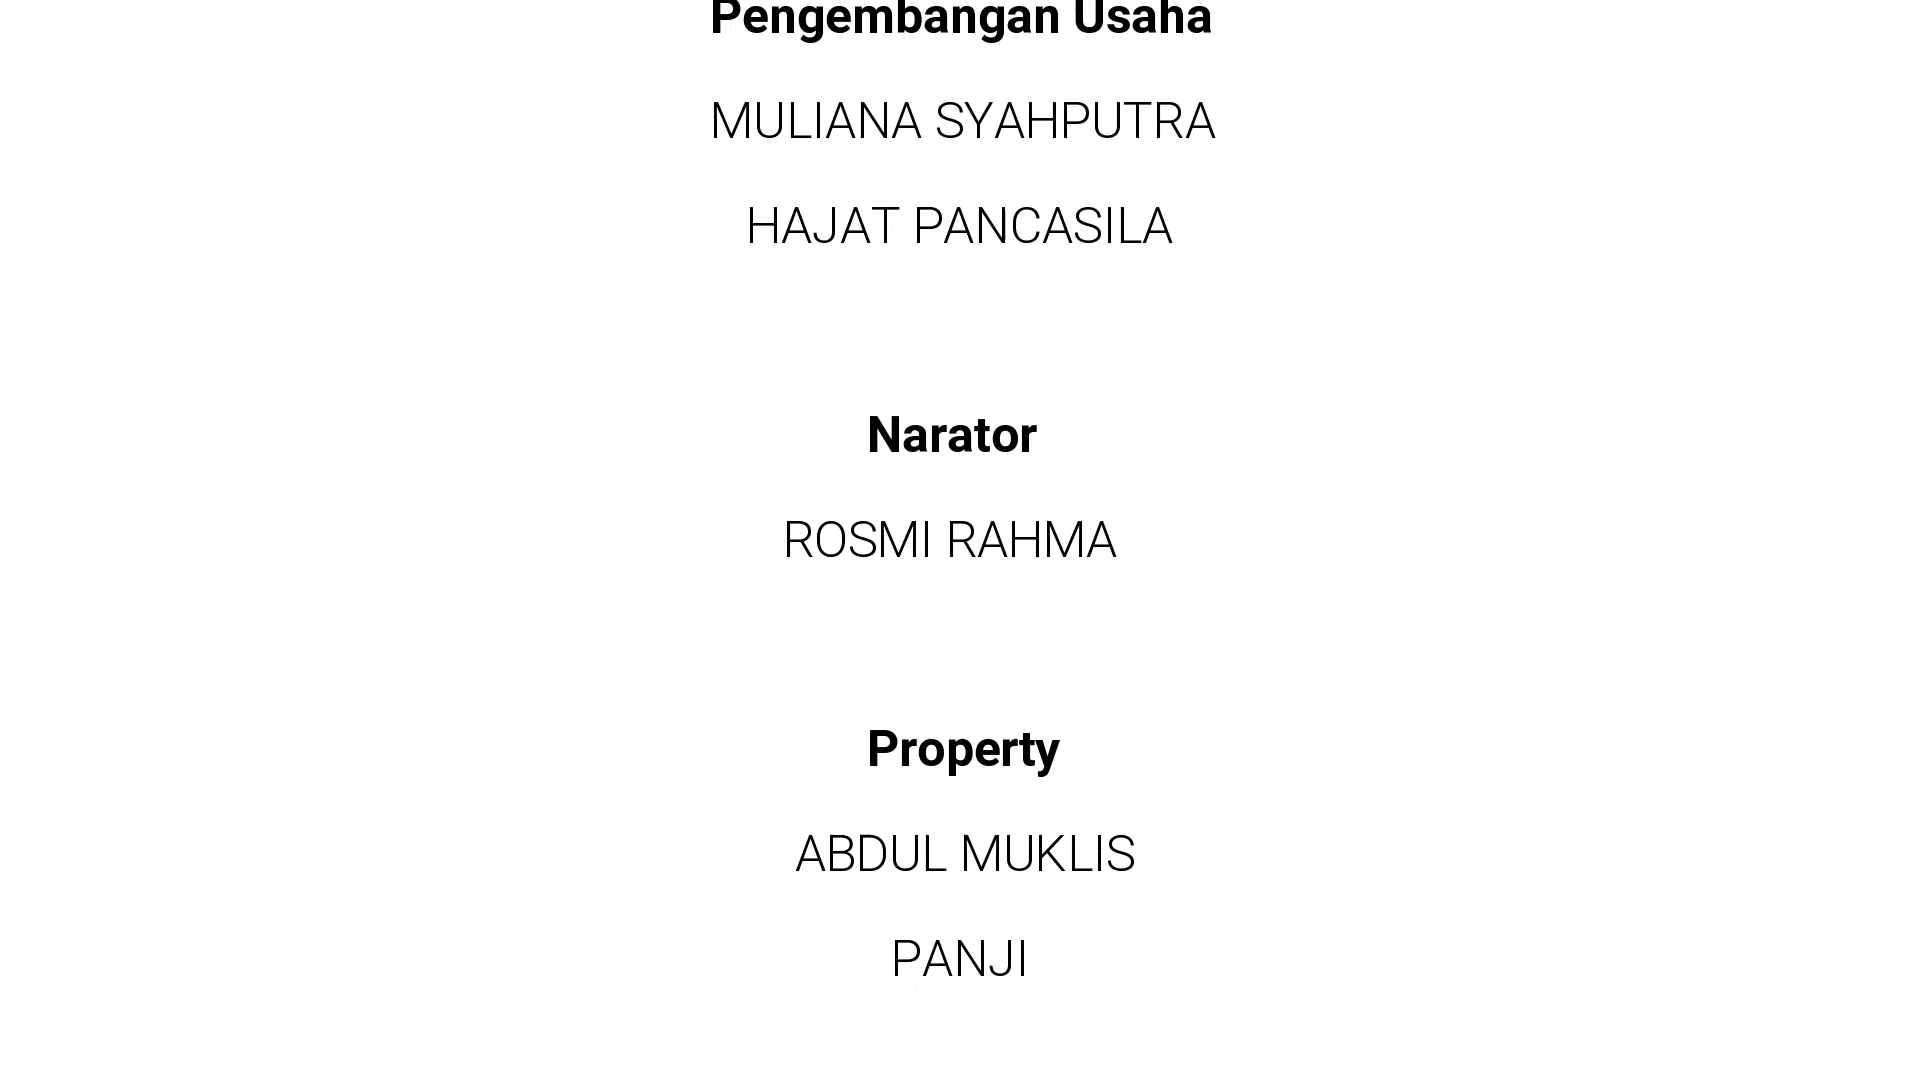 Pengembangan Usaha
MULIANA SYAHPUTRA
HAJAT PANCASILA
Narator
ROSMI RAHMA
Property
ABDUL MUKLIS
PANJI